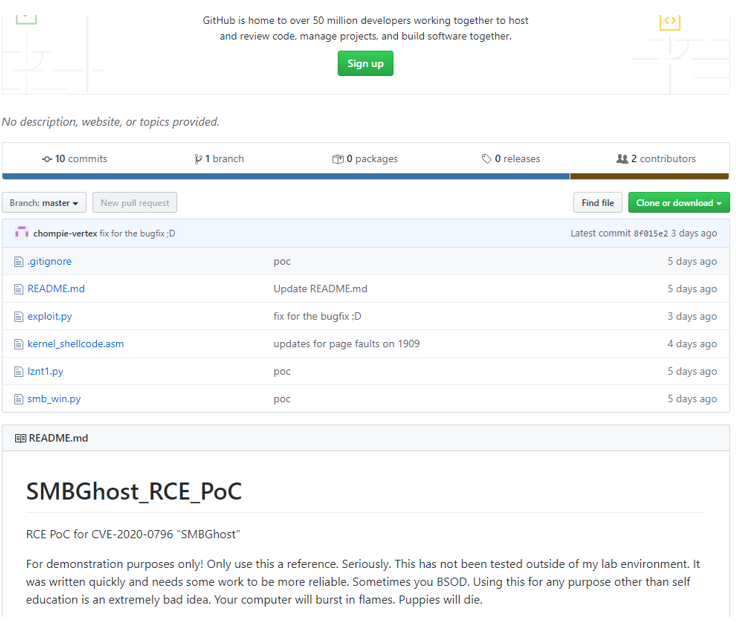 GitHub is home to over 50 million developers working together to host
and review code, manage projects, and build software together.
Sign up
No description, website, or topics provided.
10 commits 1 branch 0 packages 0 releases 2 contributors
Branch: master New pull request Find file Clone or download
chompie-vertex fix for the bugfix ;D Latest commit 8f015e2 3 days ago
.gitignore poc 5 days ago
README.md Update README.md 5 days ago
exploit.py fix for the bugfix ;D 3 days ago
kernel_shellcode.asm updates for page faults on 1909 4 days ago
lznt1.py poc 5 days ago
smb_win.py poc 5 days ago
README.md
SMBGhost_RCE_PoC
RCE PoC for CVE-2020-0796 "SMBGhost"
For demonstration purposes only! Only use this a reference. Seriously. This has not been tested outside of my lab environment. It
was written quickly and needs some work to be more reliable. Sometimes you BSOD. Using this for any purpose other than self
education is an extremely bad idea. Your computer will burst in flames. Puppies will die.